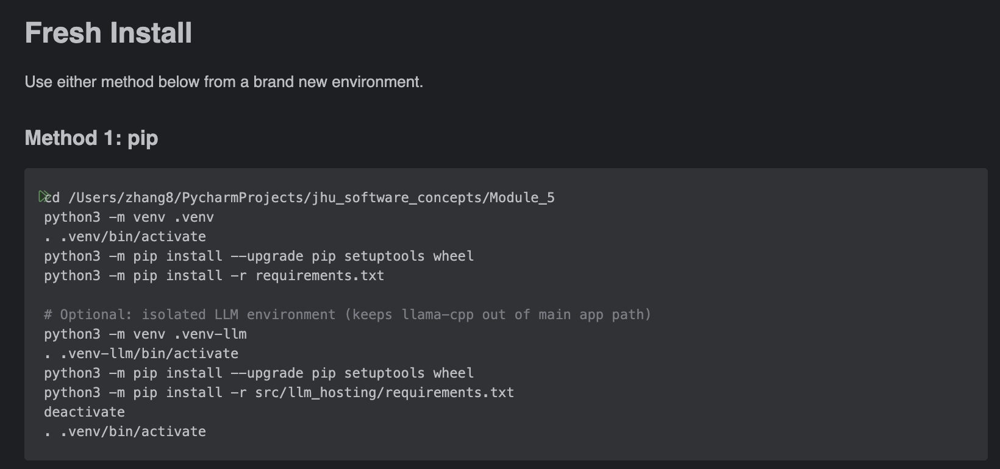 Fresh Install
Use either method below from a brand new environment.
Method 1: pip
cd /Users/zhang8/PycharmProjects/jhu_software_concepts/Module_5
python3 -m venv .venv
. .venv/bin/activate
python3 -m pip install --upgrade pip setuptools wheel
python3 -m pip install -r requirements.txt
# Optional: isolated LLM environment (keeps llama-cpp out of main app path)
python3 -m venv .venv-llm
. .venv-llm/bin/activate
python3 -m pip install --upgrade pip setuptools wheel
python3 -m pip install -r src/llm_hosting/requirements.txt
deactivate
. .venv/bin/activate